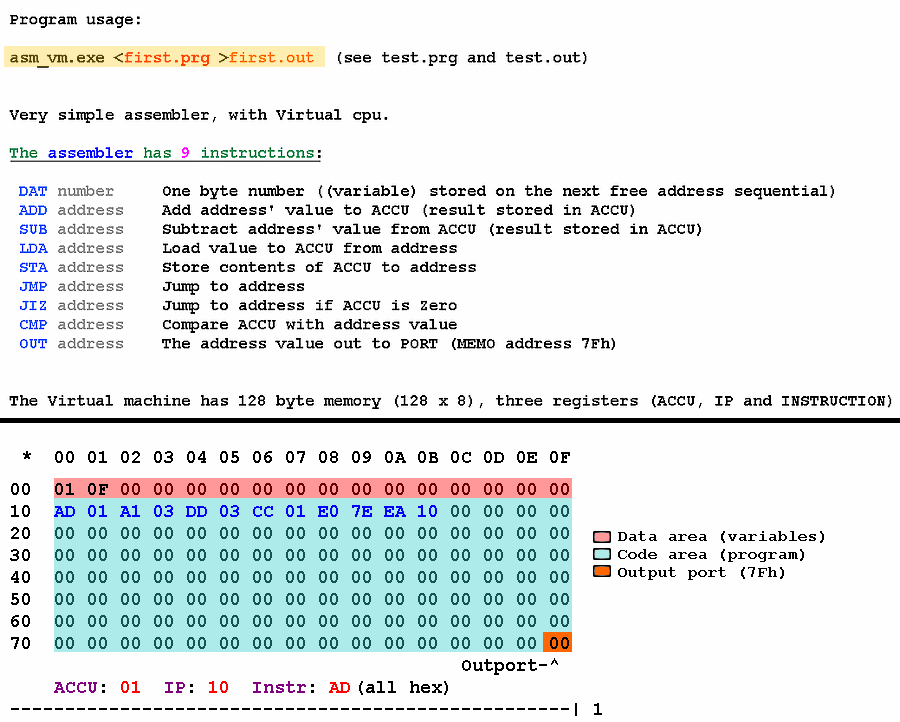 Program usage:
asm_vm.exe <first.prg >first.out (see test.prg and test.out)
Very simple assembler, with Virtual cpu.
The assembler has 9 instructions:
DAT number One byte number ((variable) stored on the next free address sequential)
ADD address Add address' value to ACCU (result stored in ACCU)
SUB address Subtract address' value from ACCU (result stored in ACCU)
LDA address Load value to ACCU from address
STA address Store contents of ACCU to address
JMP address Jump to address
JIZ address Jump to address if ACCU is Zero
CMP address Compare ACCU with address value
OUT address The address value out to PORT (MEMO address 7Fh)
The Virtual machine has 128 byte memory (128 x 8), three registers (ACCU, IP and INSTRUCTION)
* 00 01 02 03 04 05 06 07 08 09 0A 0B 0C 0D 0E 0F
00 01 0F 00 00 00 00 00 00 00 00 00 00 00 00 00 00
10 AD 01 A1 03 DD 03 CC 01 E0 7E EA 10 00 00 00 00
20 00 00 00 00 00 00 00 00 00 00 00 00 00 00 00 00
30 00 00 00 00 00 00 00 00 00 00 00 00 00 00 00 00
40 00 00 00 00 00 00 00 00 00 00 00 00 00 00 00 00
50 00 00 00 00 00 00 00 00 00 00 00 00 00 00 00 00
60 00 00 00 00 00 00 00 00 00 00 00 00 00 00 00 00
70 00 00 00 00 00 00 00 00 00 00 00 00 00 00 00 00
Data area (variables)
Code area (program)
Output port (7Fh)
Outport-^
ACCU: 01 IP: 10 Instr: AD (all hex)
---------------------------------------------------| 1